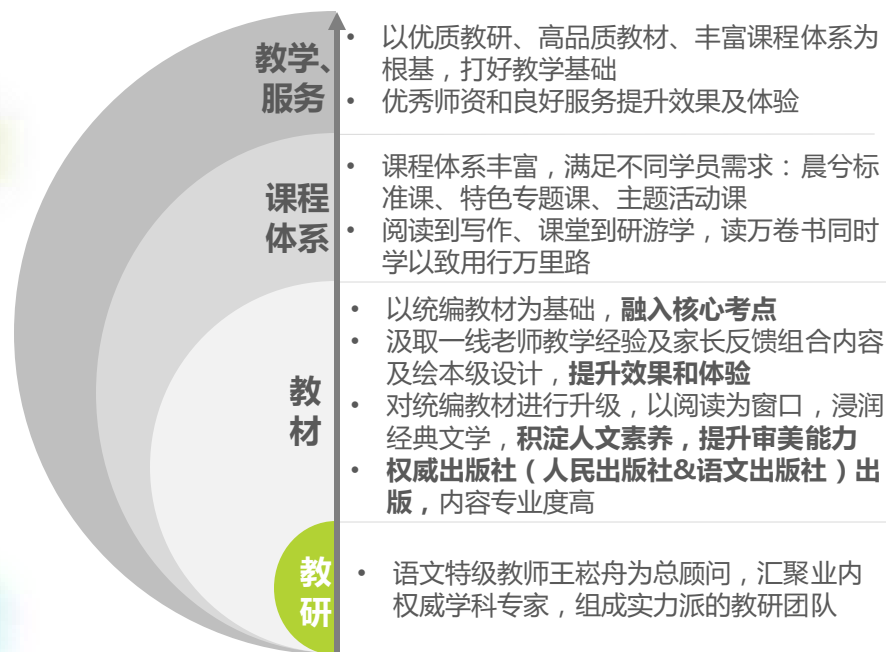 教学、
服务
• 以优质教研、高品质教材、丰富课程体系为
根基，打好教学基础
• 优秀师资和良好服务提升效果及体验
课程
体系
• 课程体系丰富，满足不同学员需求：晨兮标
准课、特色专题课、主题活动课
• 阅读到写作、课堂到研游学，读万卷书同时
学以致用行万里路
教
材
• 以统编教材为基础，融入核心考点
• 汲取一线老师教学经验及家长反馈组合内容
及绘本级设计，提升效果和体验
• 对统编教材进行升级，以阅读为窗口，浸润
经典文学，积淀人文素养，提升审美能力
• 权威出版社（人民出版社&语文出版社）出
版，内容专业度高
教
研
• 语文特级教师王崧舟为总顾问，汇聚业内
权威学科专家，组成实力派的教研团队